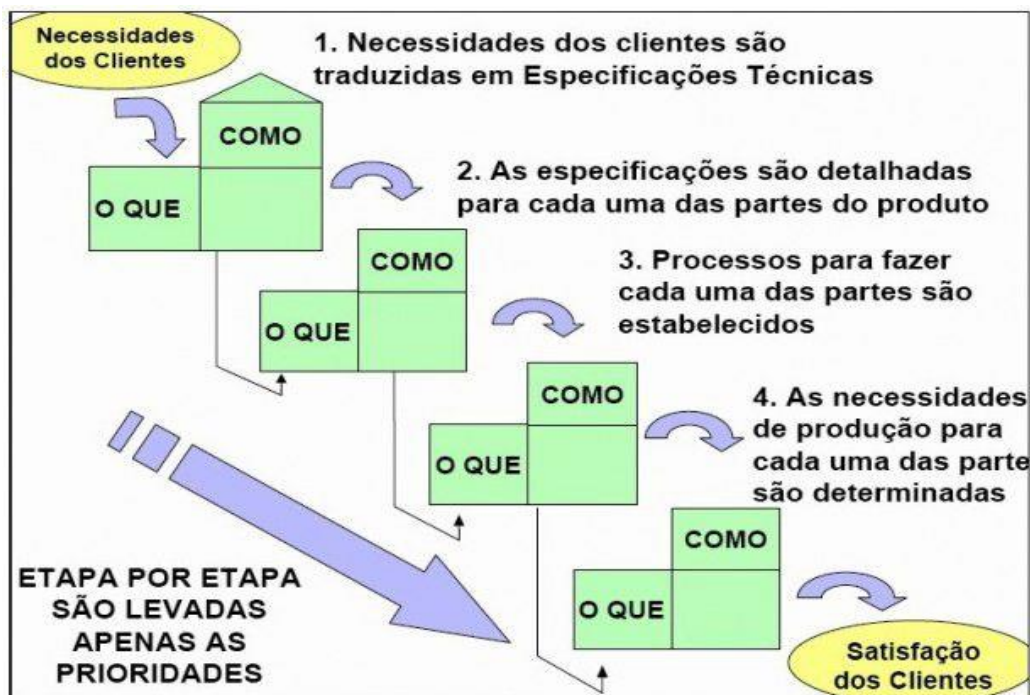 Necessidades
dos Clientes
1. Necessidades dos clientes são
traduzidas em Especificações Técnicas
COMO
O QUE
2. As especificações são detalhadas
para cada uma das partes do produto
COMO
O QUE
3. Processos para fazer
cada uma das partes são
estabelecidos
COMO
O QUE
4. As necessidades
de produção para
cada uma das parte
são determinadas
COMO
O QUE
ETAPA POR ETAPA
SÃO LEVADAS
APENAS AS
PRIORIDADES
Satisfação
dos Clientes